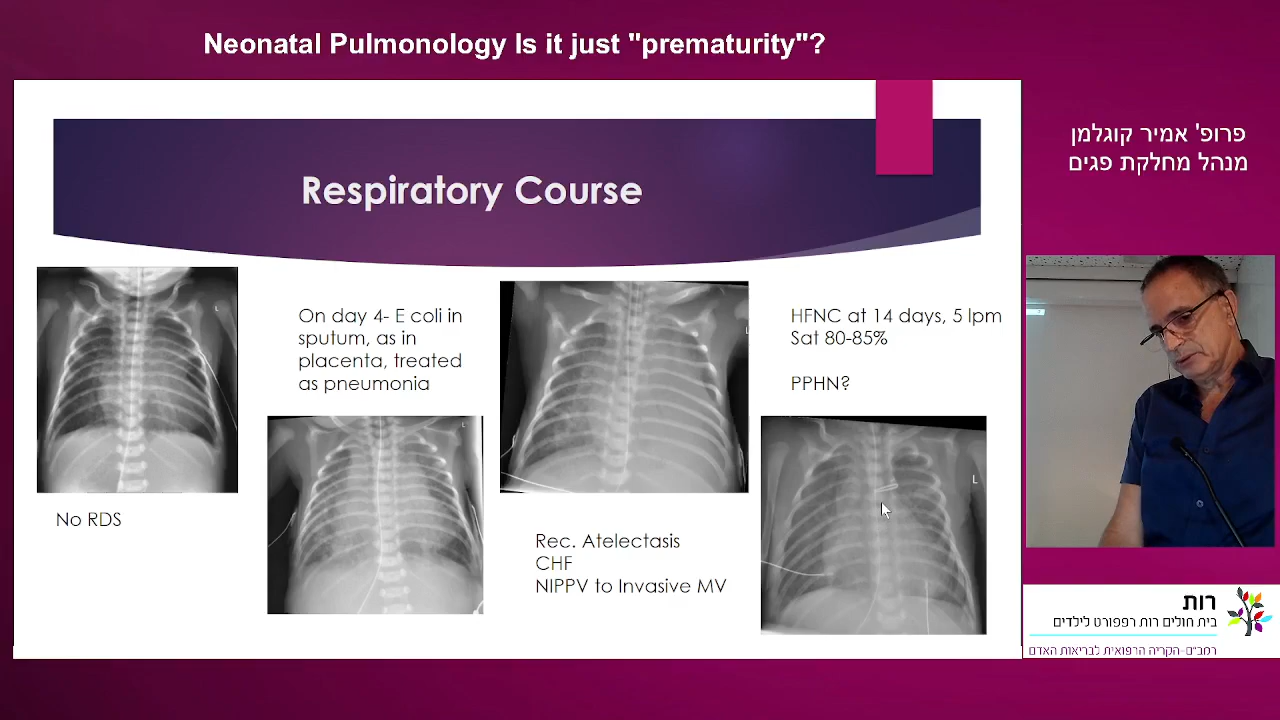 Neonatal Pulmonology Is it just "prematurity"?
Respiratory Course
L
No RDS
On day 4- E coli in
sputum, as in
placenta, treated
as pneumonia
L
L
Rec. Atelectasis
CHF
NIPPV to Invasive MV
HFNC at 14 days, 5 lpm
Sat 80-85%
PPHN?
L
פרופ' אמיר קוגלמן
מנהל מחלקת פגים
רות
בית חולים רות רפפורט לילדים
רמב״ם-הקריה הרפואית לבריאות האדם